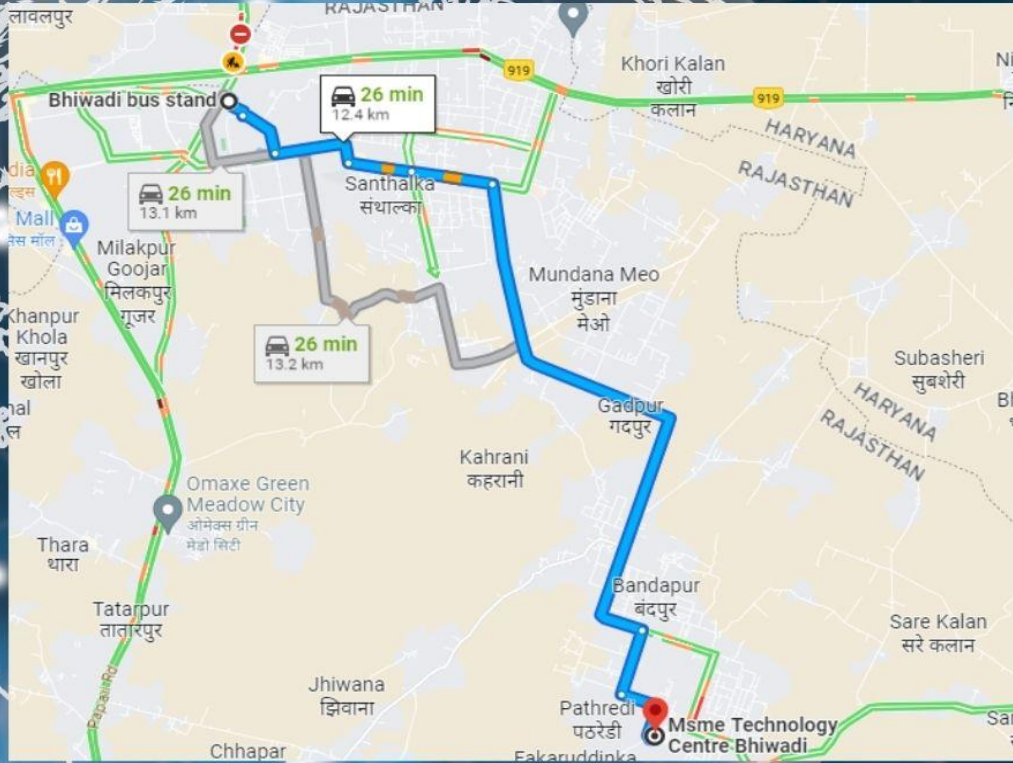 लावलपुर
RAJASTHAN
919
Khori Kalan
खोरी
कलान
919
HARYANA
RAJASTHAN
Bhiwadi bus stand
26 min
12.4 km
26 min
13.1 km
Santhalka
संथाल्का
Mall
Milakpur
Goojar
मिलकपुर
गूजर
Mundana Meo
मुंडाना
मेओ
26 min
13.2 km
Khanpur
Khola
खानपुर
खोला
Subasheri
सुबशेरी
HARYANA
RAJASTHAN
Gadpur
गदपुर
Kahrani
कहरानी
Omaxe Green
Meadow City
ओमेक्स ग्रीन
मेडो सिटी
Thara
थारा
Bandapur
बंदपुर
Tatarpur
तातारपुर
Sare Kalan
सरे कलान
Jhiwana
झिवाना
Pathredi
पठरेडी
Msme Technology
Centre Bhiwadi
Chhapar
Fakaruddinka